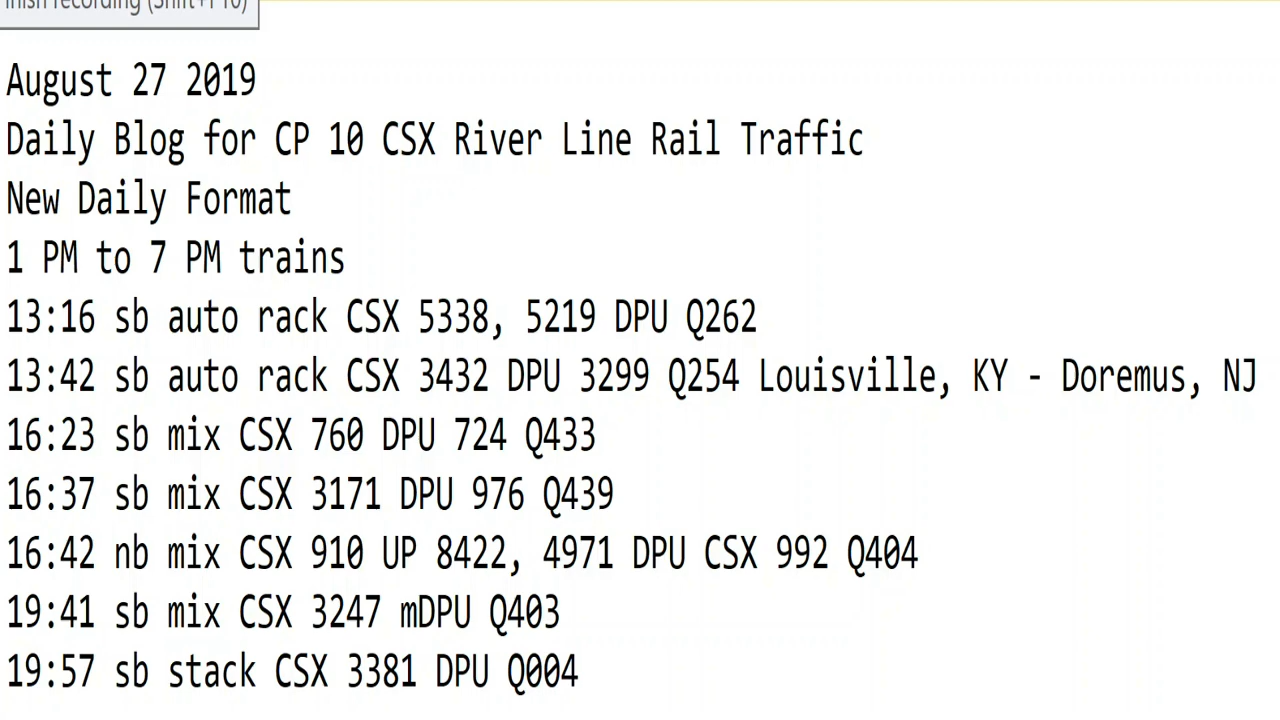 inish recording (Shift+F10)
August 27 2019
Daily Blog for CP 10 CSX River Line Rail Traffic
New Daily Format
1 PM to 7 PM trains
13:16 sb auto rack CSX 5338, 5219 DPU Q262
13:42 sb auto rack CSX 3432 DPU 3299 Q254 Louisville, KY - Doremus, NJ
16:23 sb mix CSX 760 DPU 724 Q433
16:37 sb mix CSX 3171 DPU 976 Q439
16:42 nb mix CSX 910 UP 8422, 4971 DPU CSX 992 Q404
19:41 sb mix CSX 3247 mDPU Q403
19:57 sb stack CSX 3381 DPU Q004